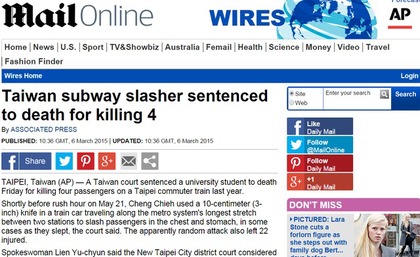 Mail Online
WIRES
AP
Home News U.S. Sport TV&Showbiz Australia Femail Health Science Money Video Travel
Fashion Finder
Wires Home
Login
Taiwan subway slasher sentenced
to death for killing 4
By ASSOCIATED PRESS
PUBLISHED: 10:36 GMT, 6 March 2015 | UPDATED: 10:36 GMT, 6 March 2015
Share
TAIPEI, Taiwan (AP) — A Taiwan court sentenced a university student to death
Friday for killing four passengers on a Taipei commuter train last year.
Shortly before rush hour on May 21, Cheng Chieh used a 10-centimeter (3-
inch) knife in a train car traveling along the metro system's longest stretch
between two stations to slash passengers in the chest and stomach, in some
cases as they slept, the court said. The apparently random attack also left 22
injured.
Spokeswoman Lien Yu-chyun said the New Taipei City district court considered
Site
Web
Enter your search
Search
Like
Daily Mail
Follow
@MailOnline
Follow
Daily Mail
+1
Daily Mail
DON'T MISS
PICTURED: Lara
Stone cuts a
forlorn figure as
she steps out with
family dog Bert...